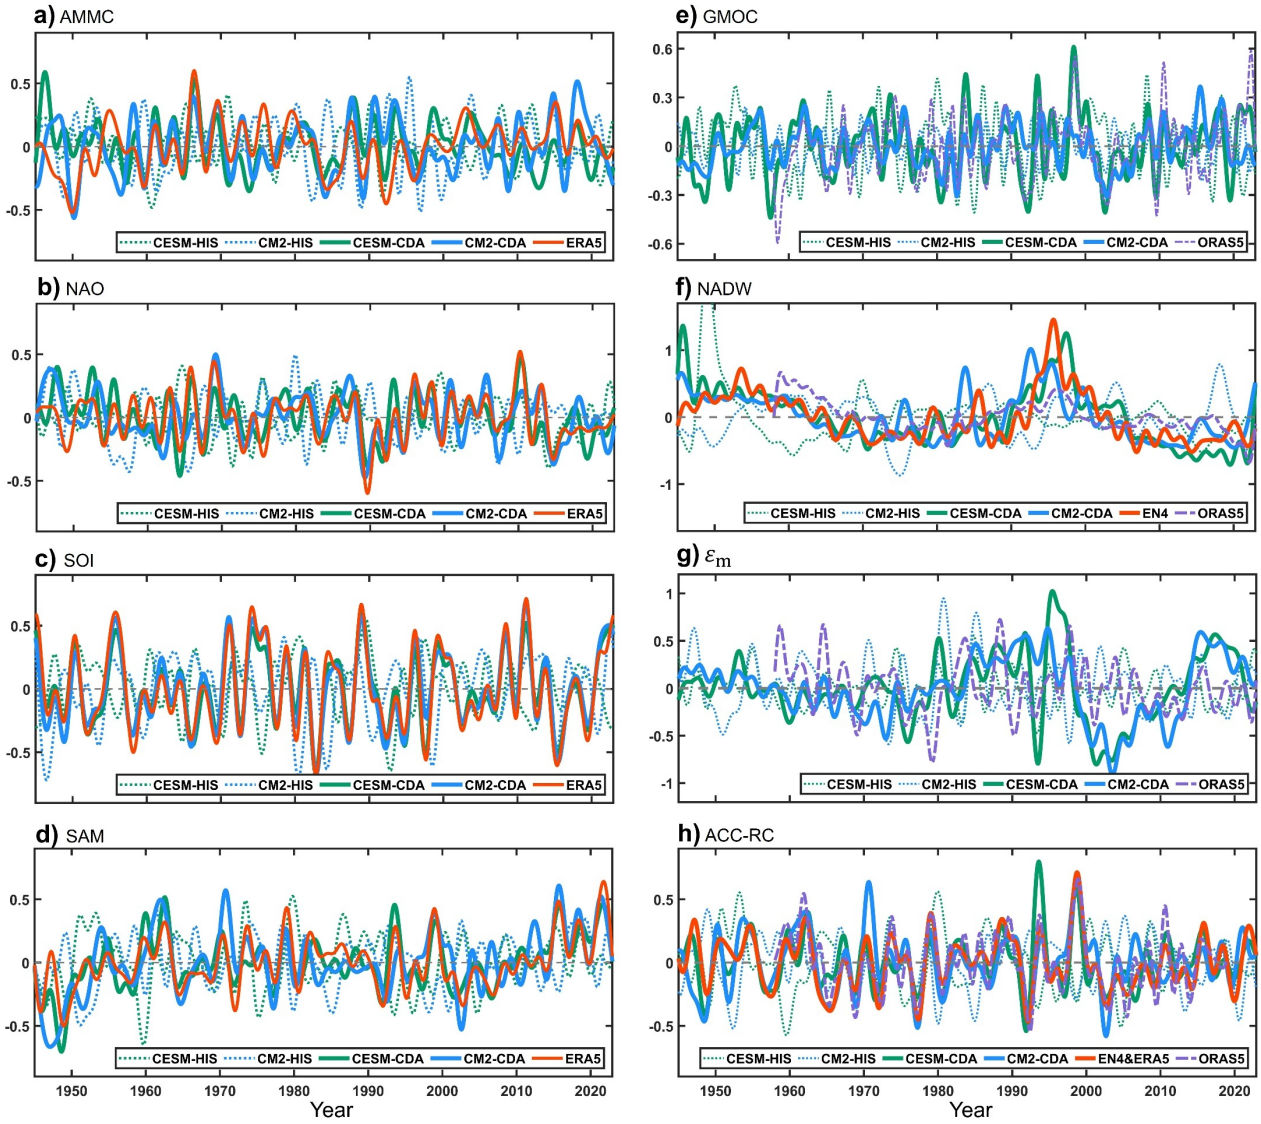 a) AMMC
0.5
0
-0.5
CESM-HIS CM2-HIS CESM-CDA CM2-CDA ERA5
b) NAO
0.5
0
-0.5
CESM-HIS CM2-HIS CESM-CDA CM2-CDA ERA5
c) SOI
0.5
0
-0.5
CESM-HIS CM2-HIS CESM-CDA CM2-CDA ERA5
d) SAM
0.5
0
-0.5
CESM-HIS CM2-HIS CESM-CDA CM2-CDA ERA5
1950 1960 1970 1980 1990 2000 2010 2020
Year
e) GMOC
0.6
0.3
0
-0.3
-0.6
CESM-HIS CM2-HIS CESM-CDA CM2-CDA ORAS5
f) NADW
1
0
-1
CESM-HIS CM2-HIS CESM-CDA CM2-CDA EN4 ORAS5
g) εm
1
0.5
0
-0.5
-1
CESM-HIS CM2-HIS CESM-CDA CM2-CDA ORAS5
h) ACC-RC
0.5
0
-0.5
CESM-HIS CM2-HIS CESM-CDA CM2-CDA EN4&ERA5 ORAS5
1950 1960 1970 1980 1990 2000 2010 2020
Year